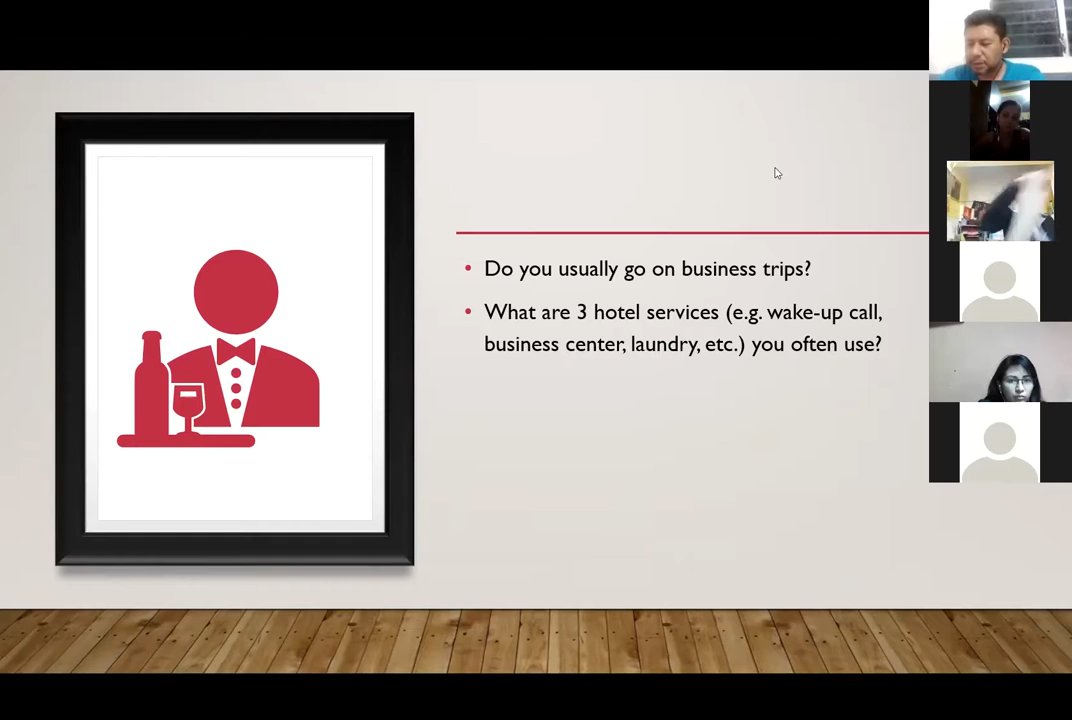 • Do you usually go on business trips?
• What are 3 hotel services (e.g. wake-up call,
business center, laundry, etc.) you often use?